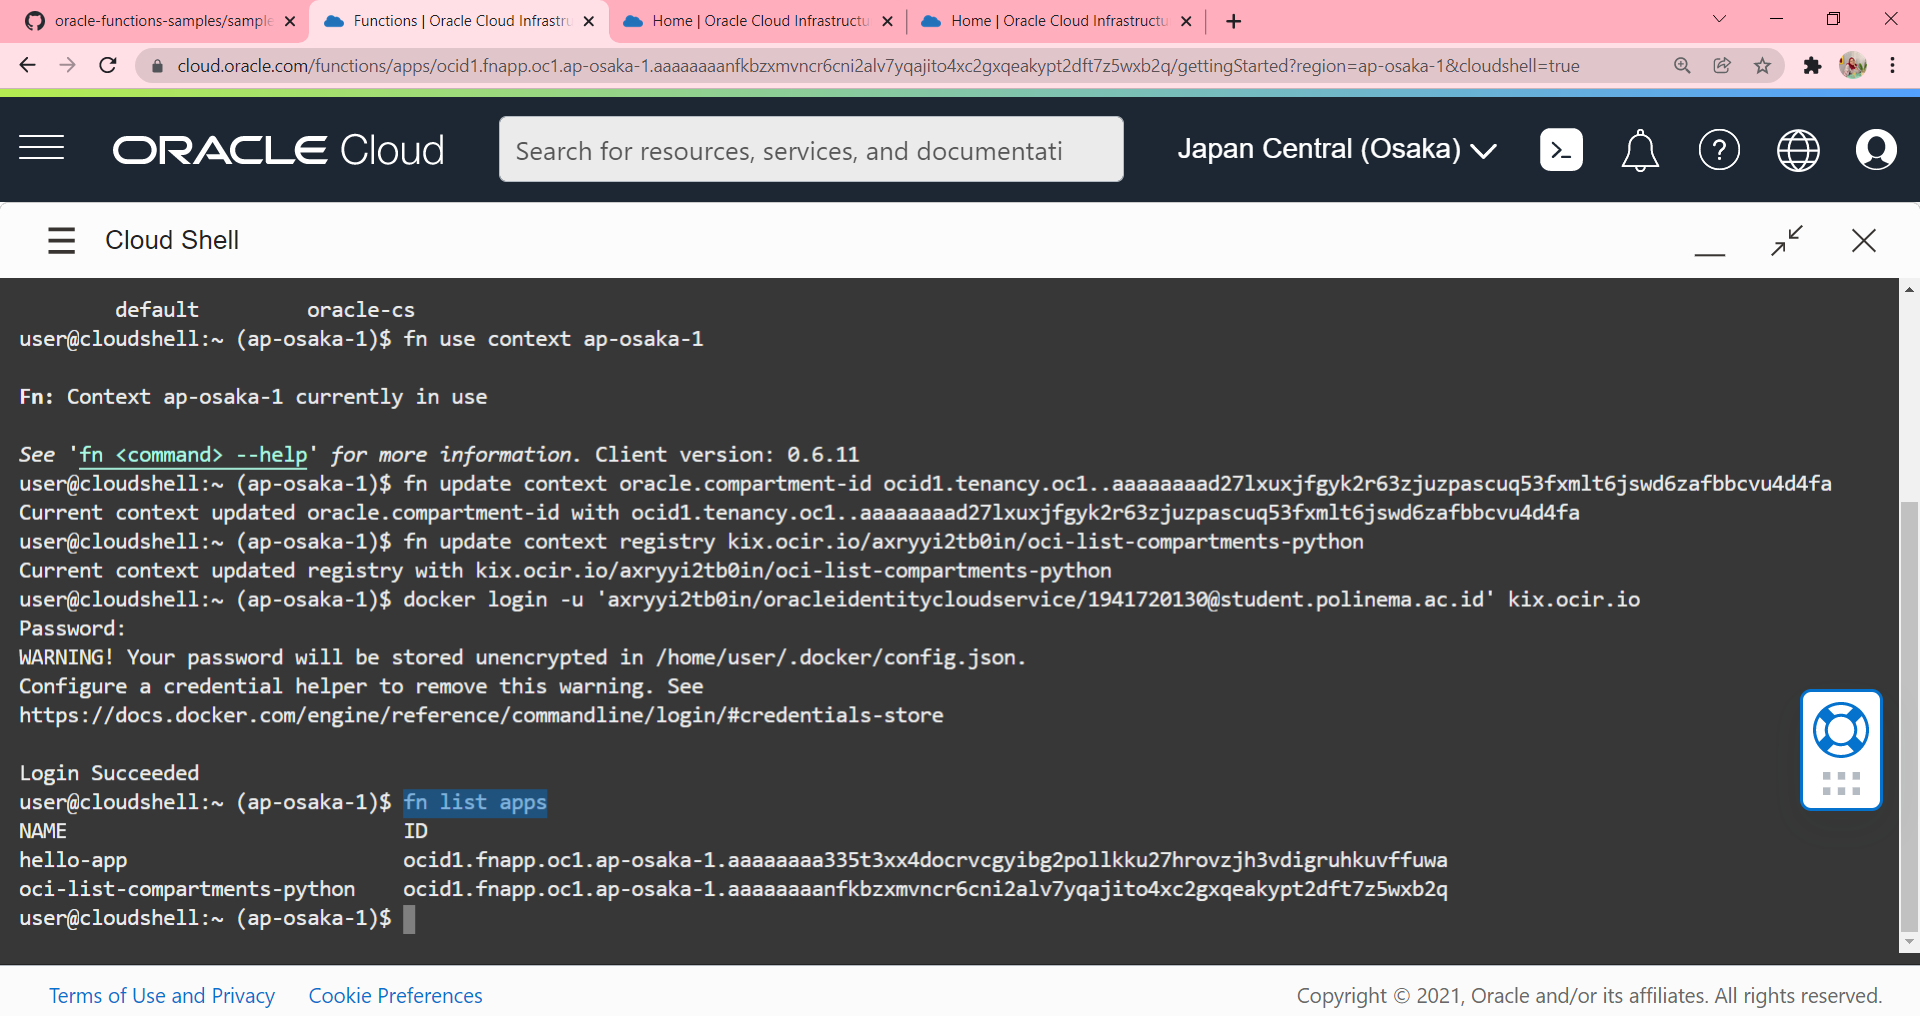 oracle-functions-samples/sample
Functions | Oracle Cloud Infrastru
Home | Oracle Cloud Infrastructu
Home | Oracle Cloud Infrastructu
cloud.oracle.com/functions/apps/ocid1.fnapp.oc1.ap-osaka-1.aaaaaaaanfkbzxmvncr6cni2alv7yqajito4xc2gxqeakypt2dft7z5wxb2q/gettingStarted?region=ap-osaka-1&cloudshell=true
ORACLE Cloud
Search for resources, services, and documentati
Japan Central (Osaka)
Cloud Shell
default oracle-cs
user@cloudshell:~ (ap-osaka-1)$ fn use context ap-osaka-1
Fn: Context ap-osaka-1 currently in use
See 'fn <command> --help' for more information. Client version: 0.6.11
user@cloudshell:~ (ap-osaka-1)$ fn update context oracle.compartment-id ocid1.tenancy.oc1..aaaaaaaad27lxuxjfgyk2r63zjuzpascuq53fxmlt6jswd6zafbbcvu4d4fa
Current context updated oracle.compartment-id with ocid1.tenancy.oc1..aaaaaaaad27lxuxjfgyk2r63zjuzpascuq53fxmlt6jswd6zafbbcvu4d4fa
user@cloudshell:~ (ap-osaka-1)$ fn update context registry kix.ocir.io/axryyi2tb0in/oci-list-compartments-python
Current context updated registry with kix.ocir.io/axryyi2tb0in/oci-list-compartments-python
user@cloudshell:~ (ap-osaka-1)$ docker login -u 'axryyi2tb0in/oracleidentitycloudservice/1941720130@student.polinema.ac.id' kix.ocir.io
Password:
WARNING! Your password will be stored unencrypted in /home/user/.docker/config.json.
Configure a credential helper to remove this warning. See
https://docs.docker.com/engine/reference/commandline/login/#credentials-store
Login Succeeded
user@cloudshell:~ (ap-osaka-1)$ fn list apps
NAME ID
hello-app ocid1.fnapp.oc1.ap-osaka-1.aaaaaaaa335t3xx4docrvcgyibg2pollkku27hrovzjh3vdigruhkuvffuwa
oci-list-compartments-python ocid1.fnapp.oc1.ap-osaka-1.aaaaaaaanfkbzxmvncr6cni2alv7yqajito4xc2gxqeakypt2dft7z5wxb2q
user@cloudshell:~ (ap-osaka-1)$
Terms of Use and Privacy
Cookie Preferences
Copyright © 2021, Oracle and/or its affiliates. All rights reserved.